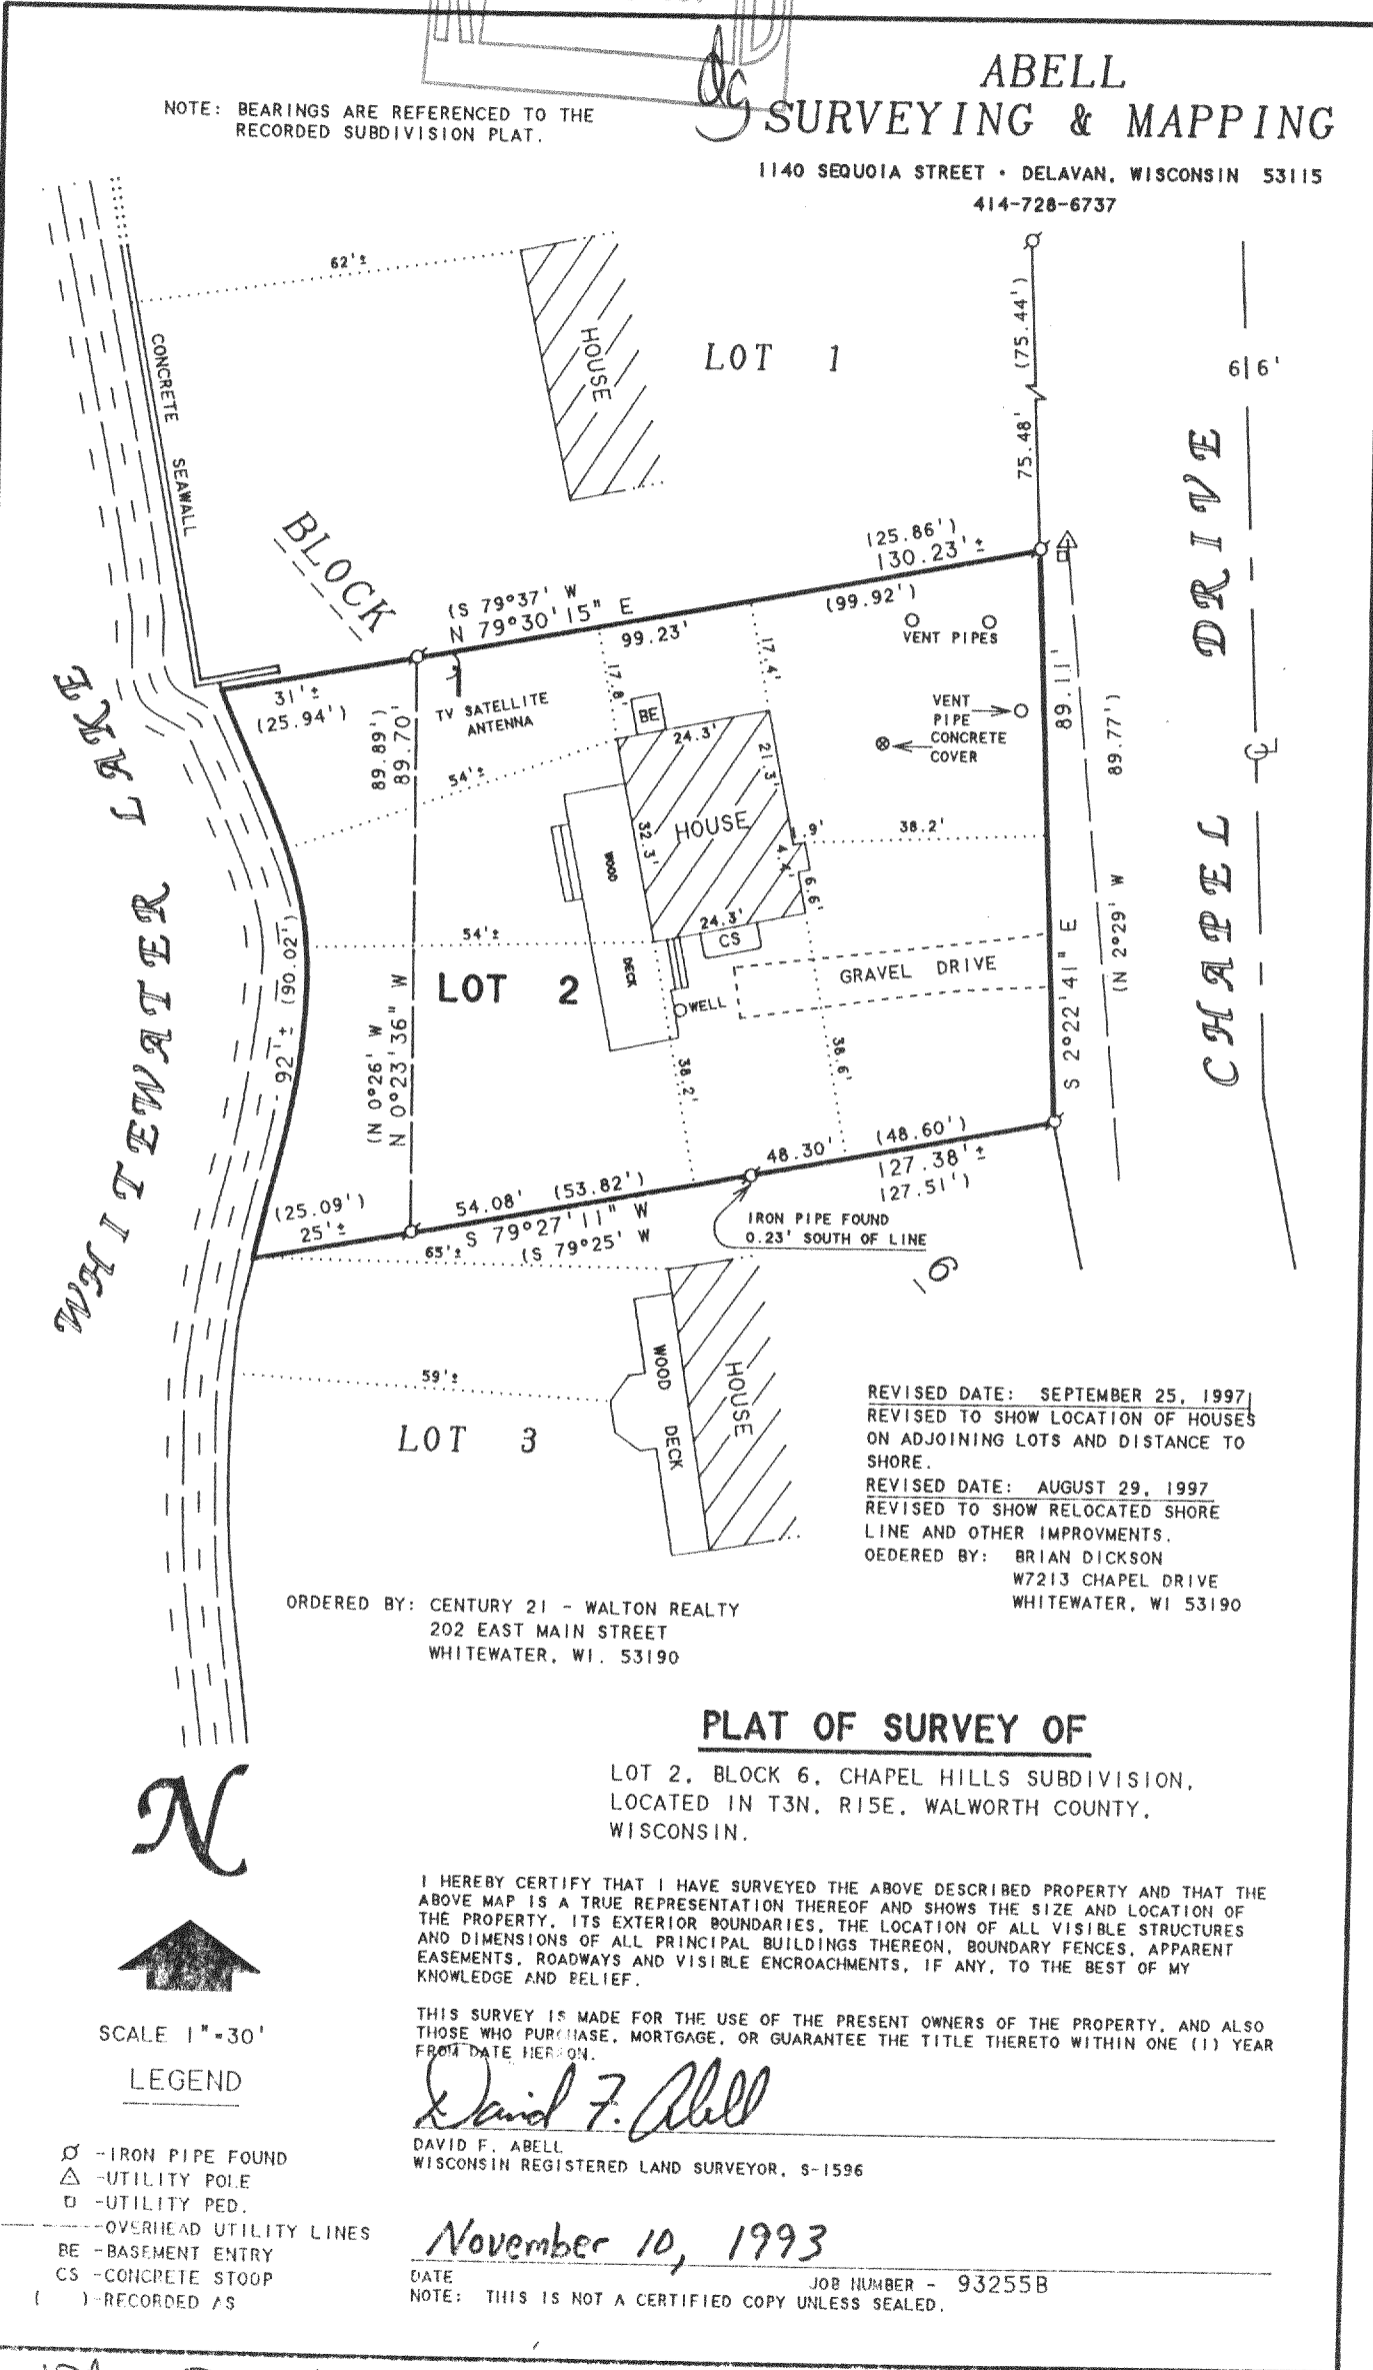 NOTE: BEARINGS ARE REFERENCED TO THE
RECORDED SUBDIVISION PLAT.
ABELL
SURVEYING & MAPPING
1140 SEQUOIA STREET • DELAVAN, WISCONSIN 53115
414-728-6737
62'±
CONCRETE SEAWALL
HOUSE
LOT 1
75.48' (75.44')
6|6'
BLOCK
(S 79°37' W
N 79°30'15" E
99.23'
(99.92')
125.86')
130.23'±
VENT PIPES
VENT
PIPE
CONCRETE
COVER
31'±
(25.94')
TV SATELLITE
ANTENNA
89.89')
89.70'
17.8'
17.4'
BE
24.3'
21.3'
HOUSE
32.3'
1.9'
4.4'
6.6'
24.3'
CS
38.2'
54'±
WOOD
DECK
54'±
LOT 2
WELL
GRAVEL DRIVE
38.2'
38.6'
89.11'
89.77')
S 2°22'41" E
(N 2°29' W
CHAPEL DRIVE
WHITEWATER LAKE
92'± (90.02')
(N 0°26' W
N 0°23'36" W
(25.09')
25'±
54.08' (53.82')
S 79°27'11" W
(S 79°25' W
48.30' (48.60')
127.38'±
127.51')
IRON PIPE FOUND
0.23' SOUTH OF LINE
65'±
6
59'±
WOOD DECK
HOUSE
LOT 3
REVISED DATE: SEPTEMBER 25, 1997
REVISED TO SHOW LOCATION OF HOUSES
ON ADJOINING LOTS AND DISTANCE TO
SHORE.
REVISED DATE: AUGUST 29, 1997
REVISED TO SHOW RELOCATED SHORE
LINE AND OTHER IMPROVMENTS.
OEDERED BY: BRIAN DICKSON
W7213 CHAPEL DRIVE
WHITEWATER, WI 53190
ORDERED BY: CENTURY 21 - WALTON REALTY
202 EAST MAIN STREET
WHITEWATER, WI. 53190
PLAT OF SURVEY OF
LOT 2, BLOCK 6, CHAPEL HILLS SUBDIVISION,
LOCATED IN T3N, R15E, WALWORTH COUNTY,
WISCONSIN.
I HEREBY CERTIFY THAT I HAVE SURVEYED THE ABOVE DESCRIBED PROPERTY AND THAT THE
ABOVE MAP IS A TRUE REPRESENTATION THEREOF AND SHOWS THE SIZE AND LOCATION OF
THE PROPERTY, ITS EXTERIOR BOUNDARIES, THE LOCATION OF ALL VISIBLE STRUCTURES
AND DIMENSIONS OF ALL PRINCIPAL BUILDINGS THEREON, BOUNDARY FENCES, APPARENT
EASEMENTS, ROADWAYS AND VISIBLE ENCROACHMENTS, IF ANY, TO THE BEST OF MY
KNOWLEDGE AND BELIEF.
THIS SURVEY IS MADE FOR THE USE OF THE PRESENT OWNERS OF THE PROPERTY, AND ALSO
THOSE WHO PURCHASE, MORTGAGE, OR GUARANTEE THE TITLE THERETO WITHIN ONE (1) YEAR
FROM DATE HEREON.
David F. Abell
DAVID F. ABELL
WISCONSIN REGISTERED LAND SURVEYOR, S-1596
November 10, 1993
DATE
JOB NUMBER - 93255B
NOTE: THIS IS NOT A CERTIFIED COPY UNLESS SEALED.
N
SCALE 1"=30'
LEGEND
-IRON PIPE FOUND
-UTILITY POLE
-UTILITY PED.
-OVERHEAD UTILITY LINES
BE -BASEMENT ENTRY
CS -CONCRETE STOOP
( )-RECORDED AS